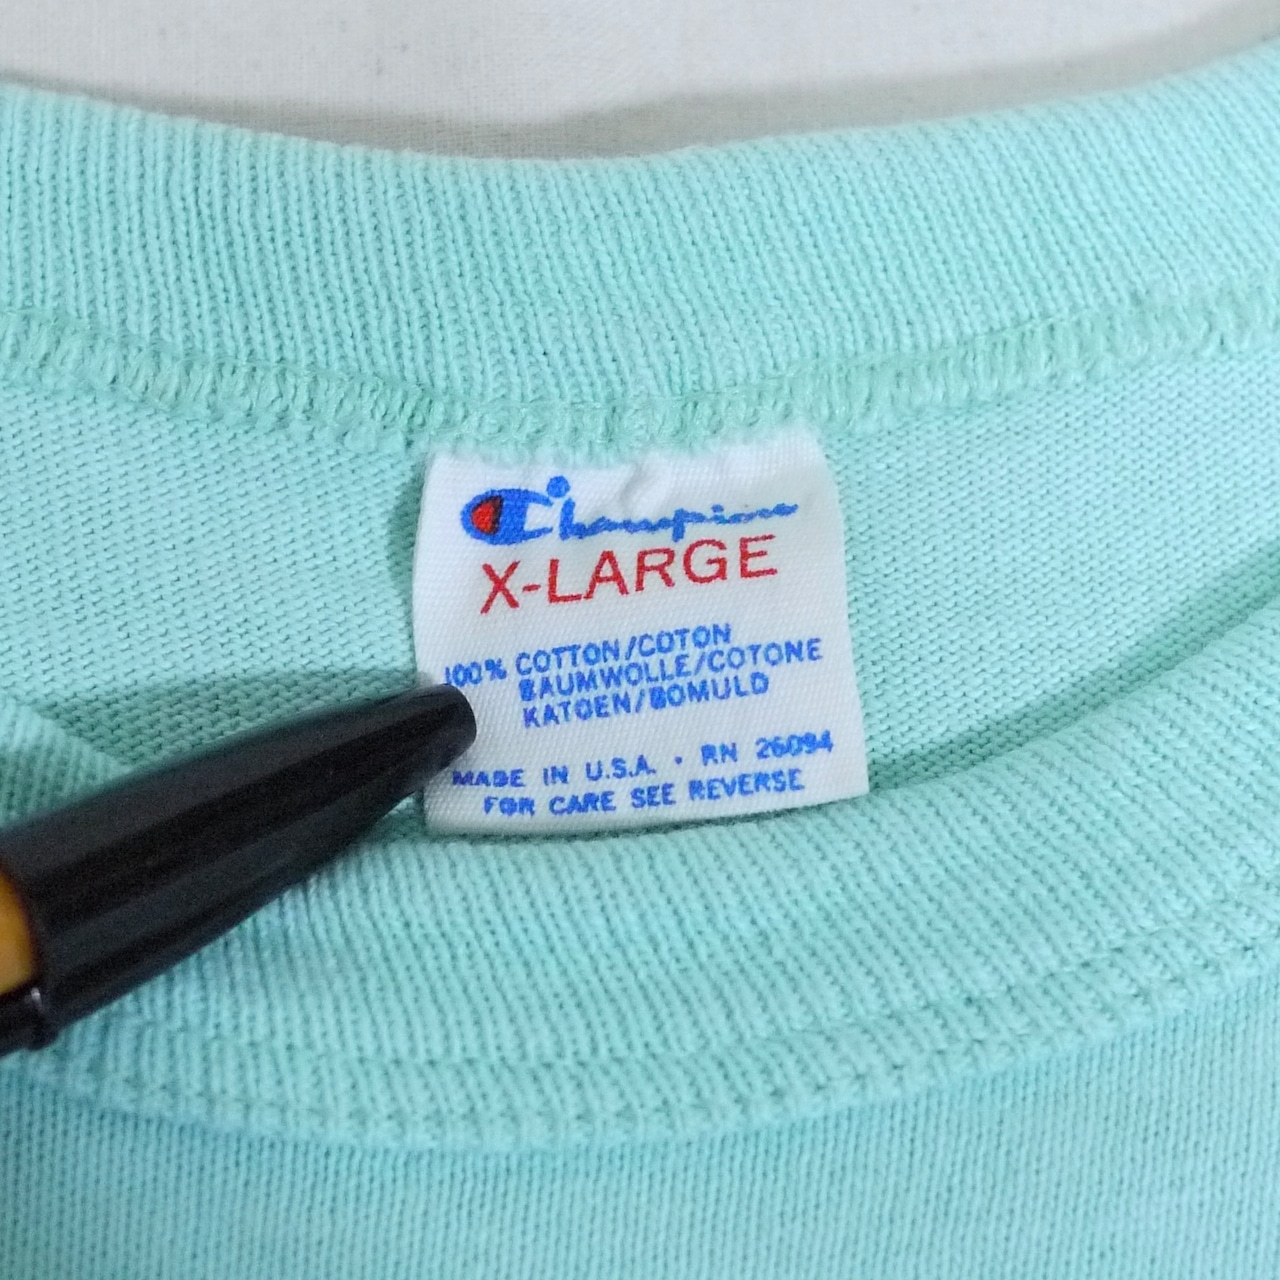 Champion
X-LARGE
100% COTTON/COTON
BAUMWOLLE/COTONE
KATOEN/BOMULD
MADE IN U.S.A. · RN 26094
FOR CARE SEE REVERSE